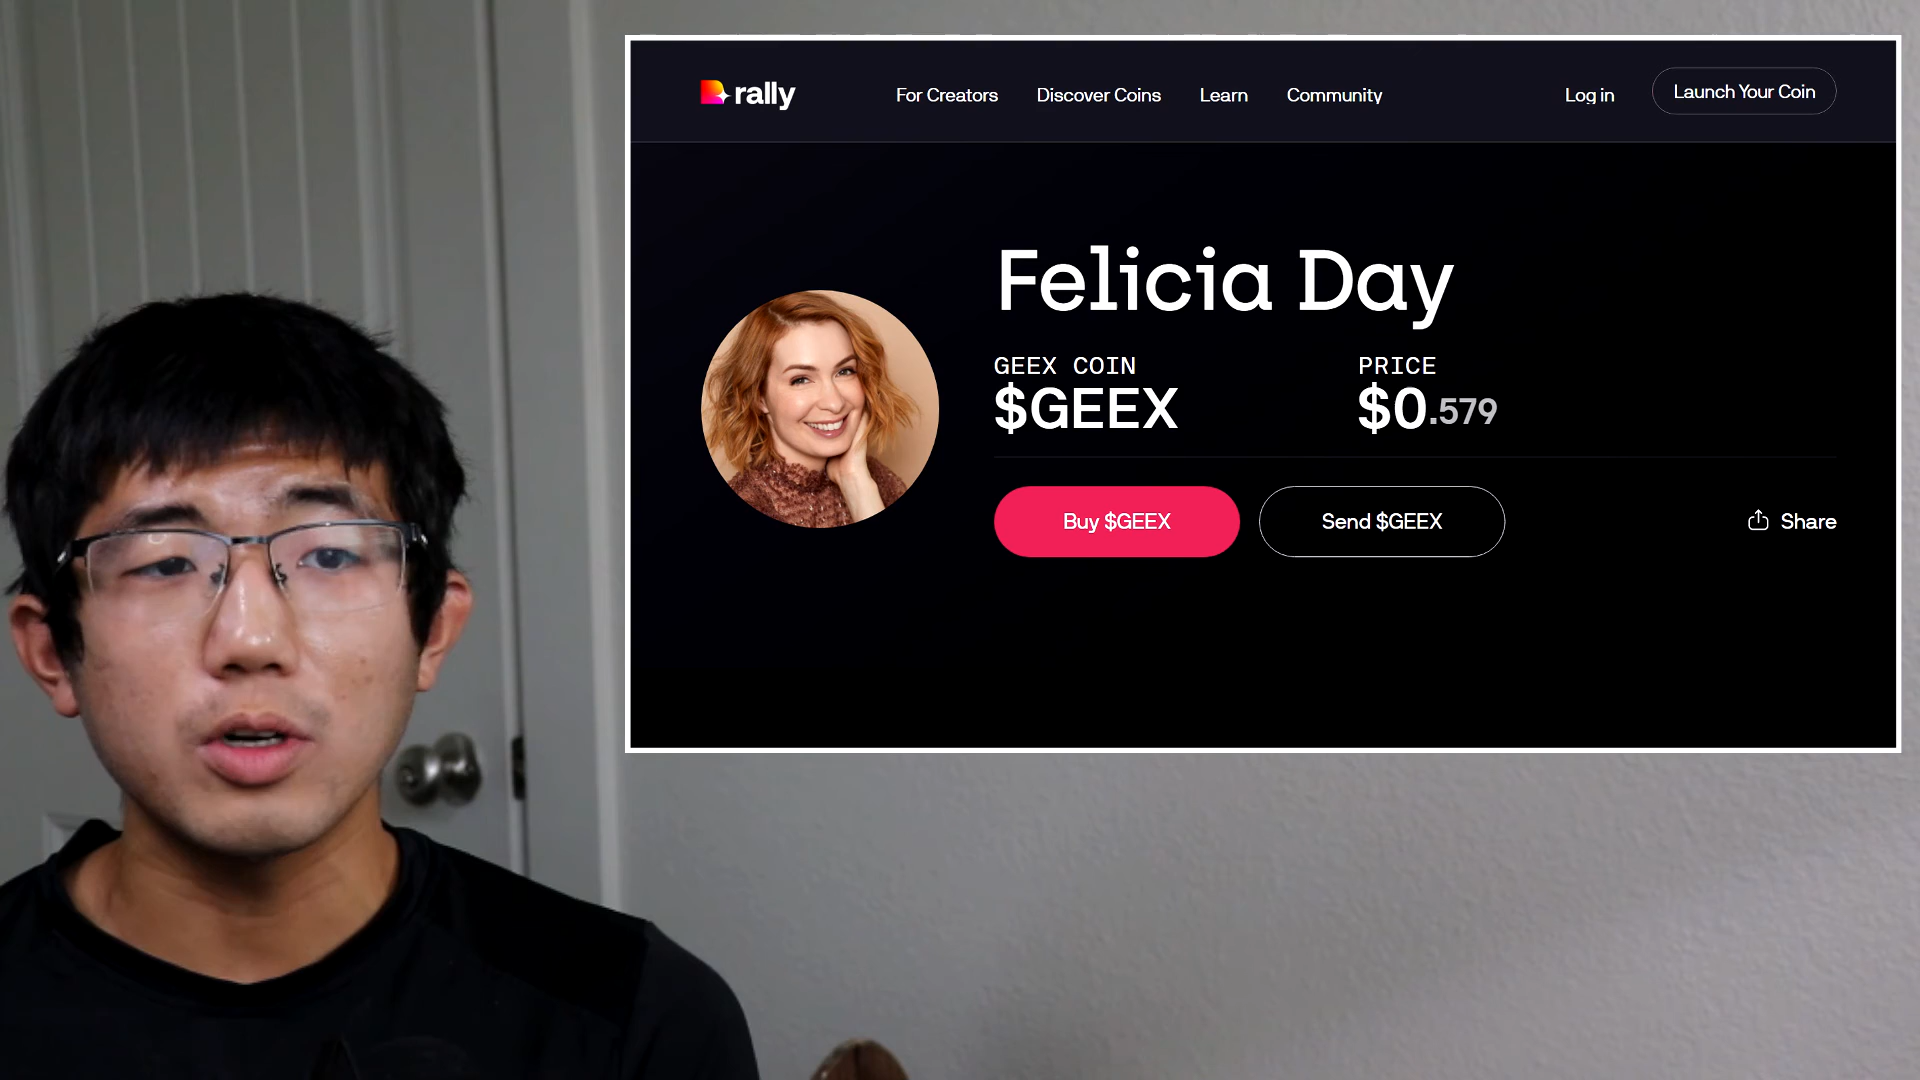 rally
For Creators
Discover Coins
Learn
Community
Log in
Launch Your Coin
Felicia Day
GEEX COIN
$GEEX
PRICE
$0.579
Buy $GEEX
Send $GEEX
Share